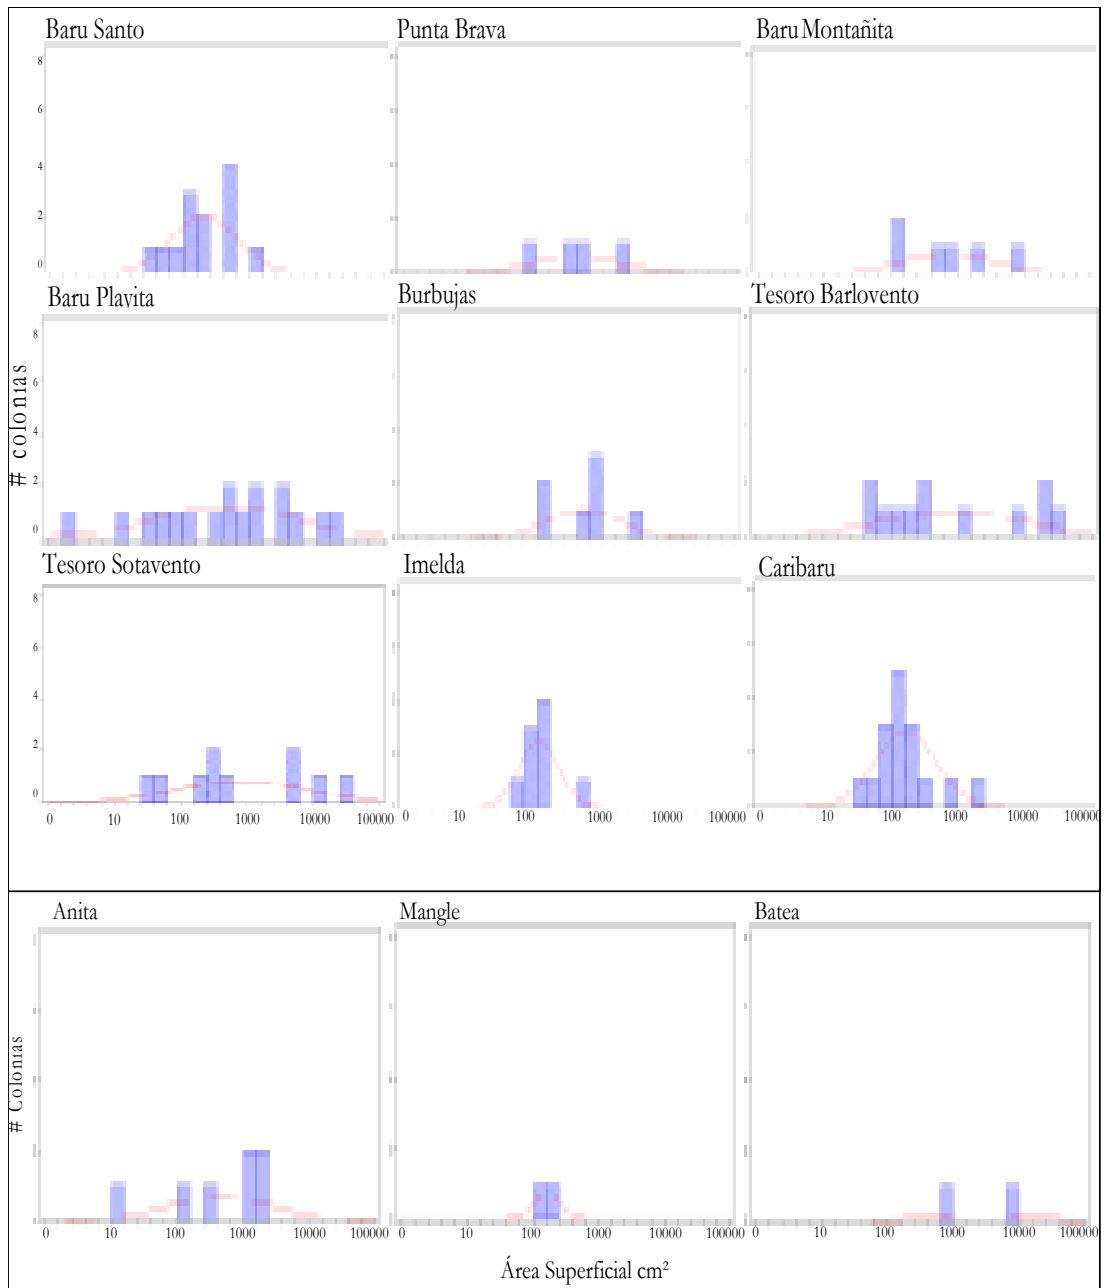 Baru Santo Punta Brava Baru Montañita
8
6
4
2
0
Baru Playita Burbujas Tesoro Barlovento
8
6
4
2
0
# colonias
Tesoro Sotavento Imelda Caribaru
8
6
4
2
0
0 10 100 1000 10000 100000 0 10 100 1000 10000 100000 0 10 100 1000 10000 100000
Anita Mangle Batea
# Colonias
0 10 100 1000 10000 100000 0 10 100 1000 10000 100000 0 10 100 1000 10000 100000
Área Superficial cm²